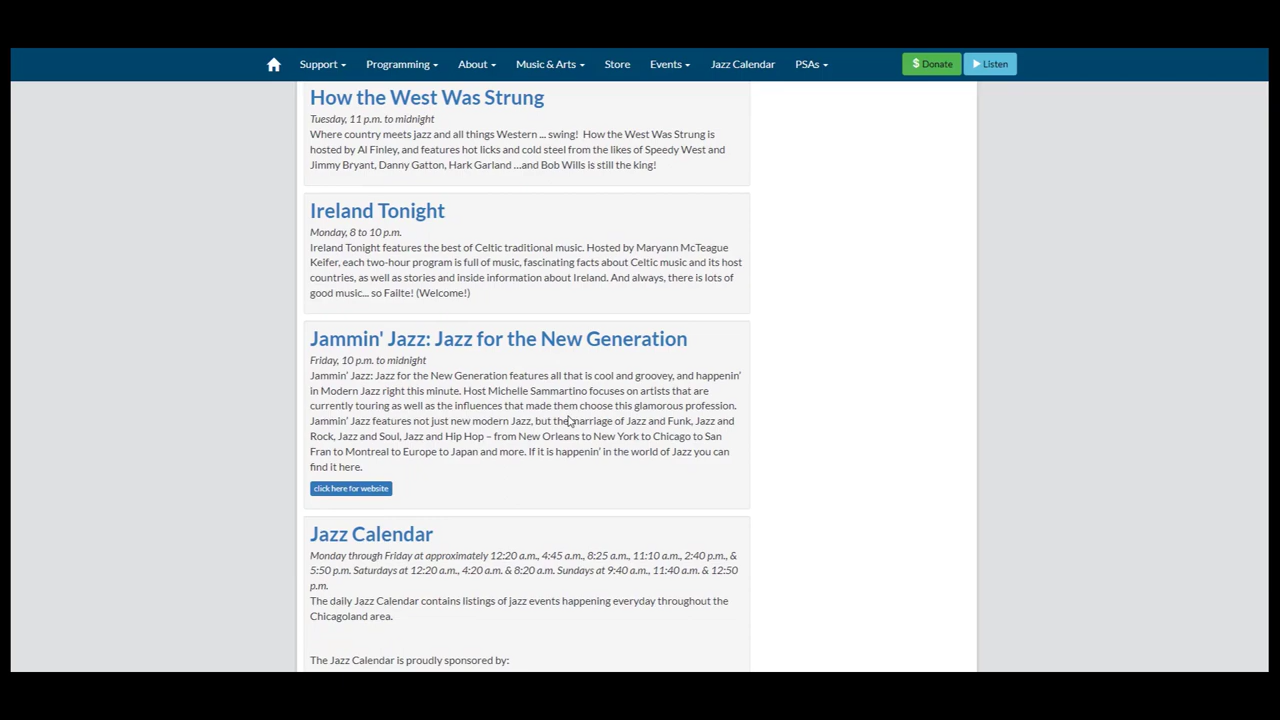 Support Programming About Music & Arts Store Events Jazz Calendar PSAs $ Donate Listen
How the West Was Strung
Tuesday, 11 p.m. to midnight
Where country meets jazz and all things Western ... swing! How the West Was Strung is
hosted by Al Finley, and features hot licks and cold steel from the likes of Speedy West and
Jimmy Bryant, Danny Gatton, Hark Garland ...and Bob Wills is still the king!
Ireland Tonight
Monday, 8 to 10 p.m.
Ireland Tonight features the best of Celtic traditional music. Hosted by Maryann McTeague
Keifer, each two-hour program is full of music, fascinating facts about Celtic music and its host
countries, as well as stories and inside information about Ireland. And always, there is lots of
good music... so Failte! (Welcome!)
Jammin' Jazz: Jazz for the New Generation
Friday, 10 p.m. to midnight
Jammin’ Jazz: Jazz for the New Generation features all that is cool and groovey, and happenin’
in Modern Jazz right this minute. Host Michelle Sammartino focuses on artists that are
currently touring as well as the influences that made them choose this glamorous profession.
Jammin’ Jazz features not just new modern Jazz, but the marriage of Jazz and Funk, Jazz and
Rock, Jazz and Soul, Jazz and Hip Hop – from New Orleans to New York to Chicago to San
Fran to Montreal to Europe to Japan and more. If it is happenin’ in the world of Jazz you can
find it here.
click here for website
Jazz Calendar
Monday through Friday at approximately 12:20 a.m., 4:45 a.m., 8:25 a.m., 11:10 a.m., 2:40 p.m., &
5:50 p.m. Saturdays at 12:20 a.m., 4:20 a.m. & 8:20 a.m. Sundays at 9:40 a.m., 11:40 a.m. & 12:50
p.m.
The daily Jazz Calendar contains listings of jazz events happening everyday throughout the
Chicagoland area.
The Jazz Calendar is proudly sponsored by: